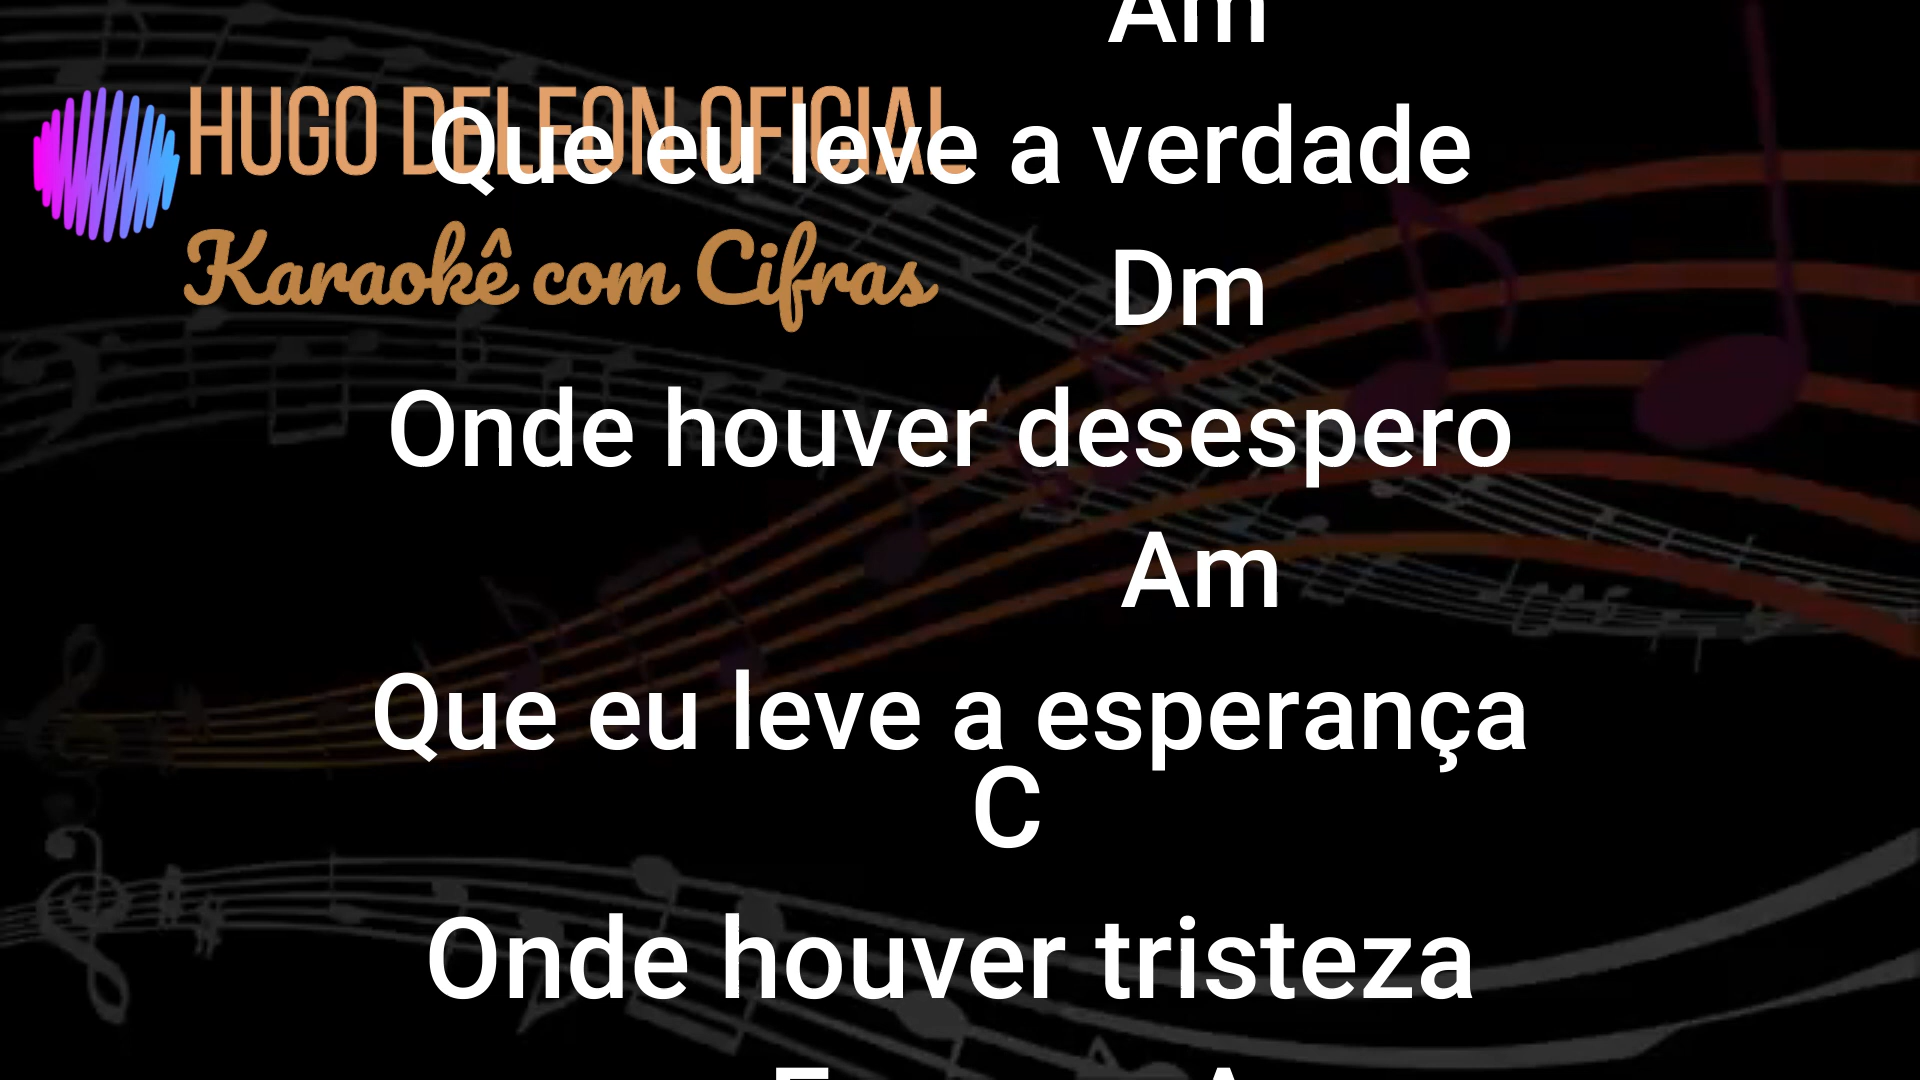 Am
HUGO DELEON OFICIAL
Que eu leve a verdade
Karaokê com Cifras
Dm
Onde houver desespero
Am
Que eu leve a esperança
C
Onde houver tristeza